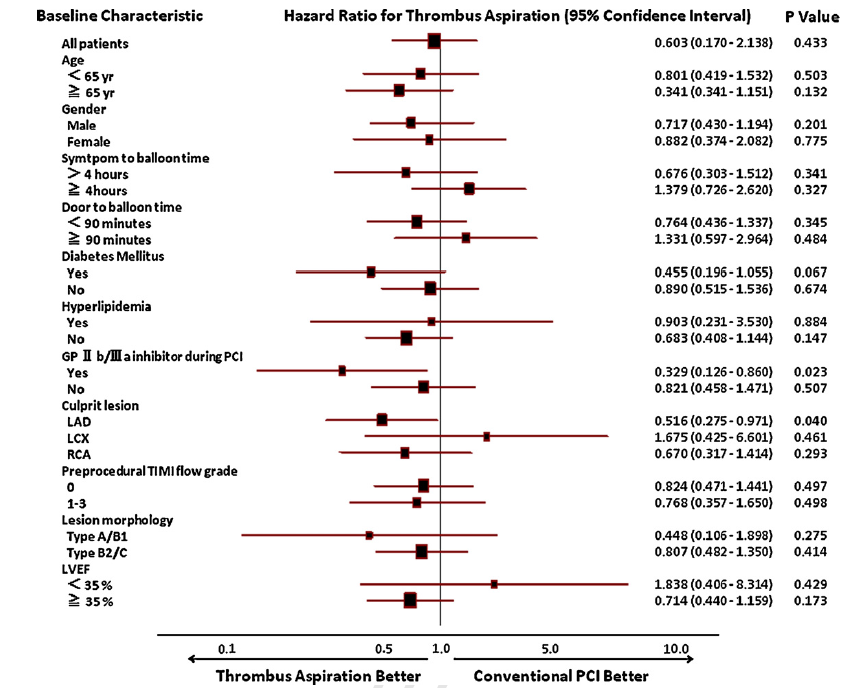 Baseline Characteristic Hazard Ratio for Thrombus Aspiration (95% Confidence Interval) P Value
All patients 0.603 (0.170 - 2.138) 0.433
Age
< 65 yr 0.801 (0.419 - 1.532) 0.503
≧ 65 yr 0.341 (0.341 - 1.151) 0.132
Gender
Male 0.717 (0.430 - 1.194) 0.201
Female 0.882 (0.374 - 2.082) 0.775
Symtpom to balloon time
> 4 hours 0.676 (0.303 - 1.512) 0.341
≧ 4hours 1.379 (0.726 - 2.620) 0.327
Door to balloon time
< 90 minutes 0.764 (0.436 - 1.337) 0.345
≧ 90 minutes 1.331 (0.597 - 2.964) 0.484
Diabetes Mellitus
Yes 0.455 (0.196 - 1.055) 0.067
No 0.890 (0.515 - 1.536) 0.674
Hyperlipidemia
Yes 0.903 (0.231 - 3.530) 0.884
No 0.683 (0.408 - 1.144) 0.147
GP Ⅱ b/Ⅲ a inhibitor during PCI
Yes 0.329 (0.126 - 0.860) 0.023
No 0.821 (0.458 - 1.471) 0.507
Culprit lesion
LAD 0.516 (0.275 - 0.971) 0.040
LCX 1.675 (0.425 - 6.601) 0.461
RCA 0.670 (0.317 - 1.414) 0.293
Preprocedural TIMI flow grade
0 0.824 (0.471 - 1.441) 0.497
1-3 0.768 (0.357 - 1.650) 0.498
Lesion morphology
Type A/B1 0.448 (0.106 - 1.898) 0.275
Type B2/C 0.807 (0.482 - 1.350) 0.414
LVEF
< 35% 1.838 (0.406 - 8.314) 0.429
≧ 35% 0.714 (0.440 - 1.159) 0.173
0.1 0.5 1.0 5.0 10.0
Thrombus Aspiration Better Conventional PCI Better